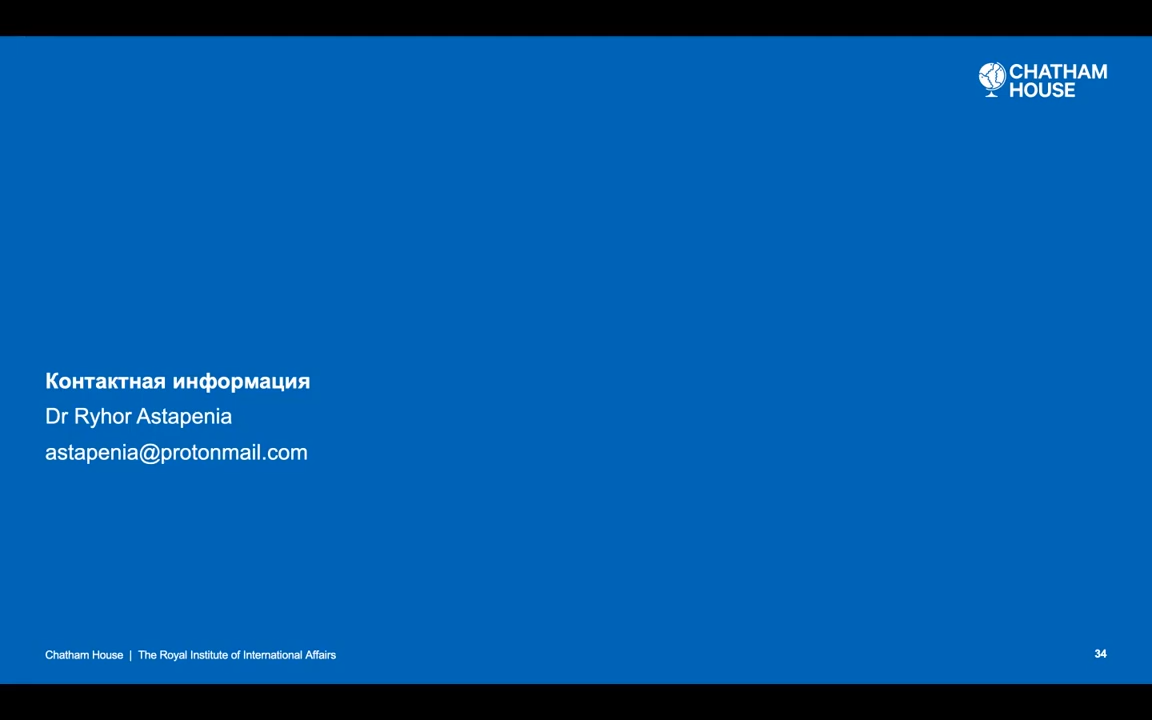 CHATHAM
HOUSE
Контактная информация
Dr Ryhor Astapenia
astapenia@protonmail.com
Chatham House | The Royal Institute of International Affairs
34